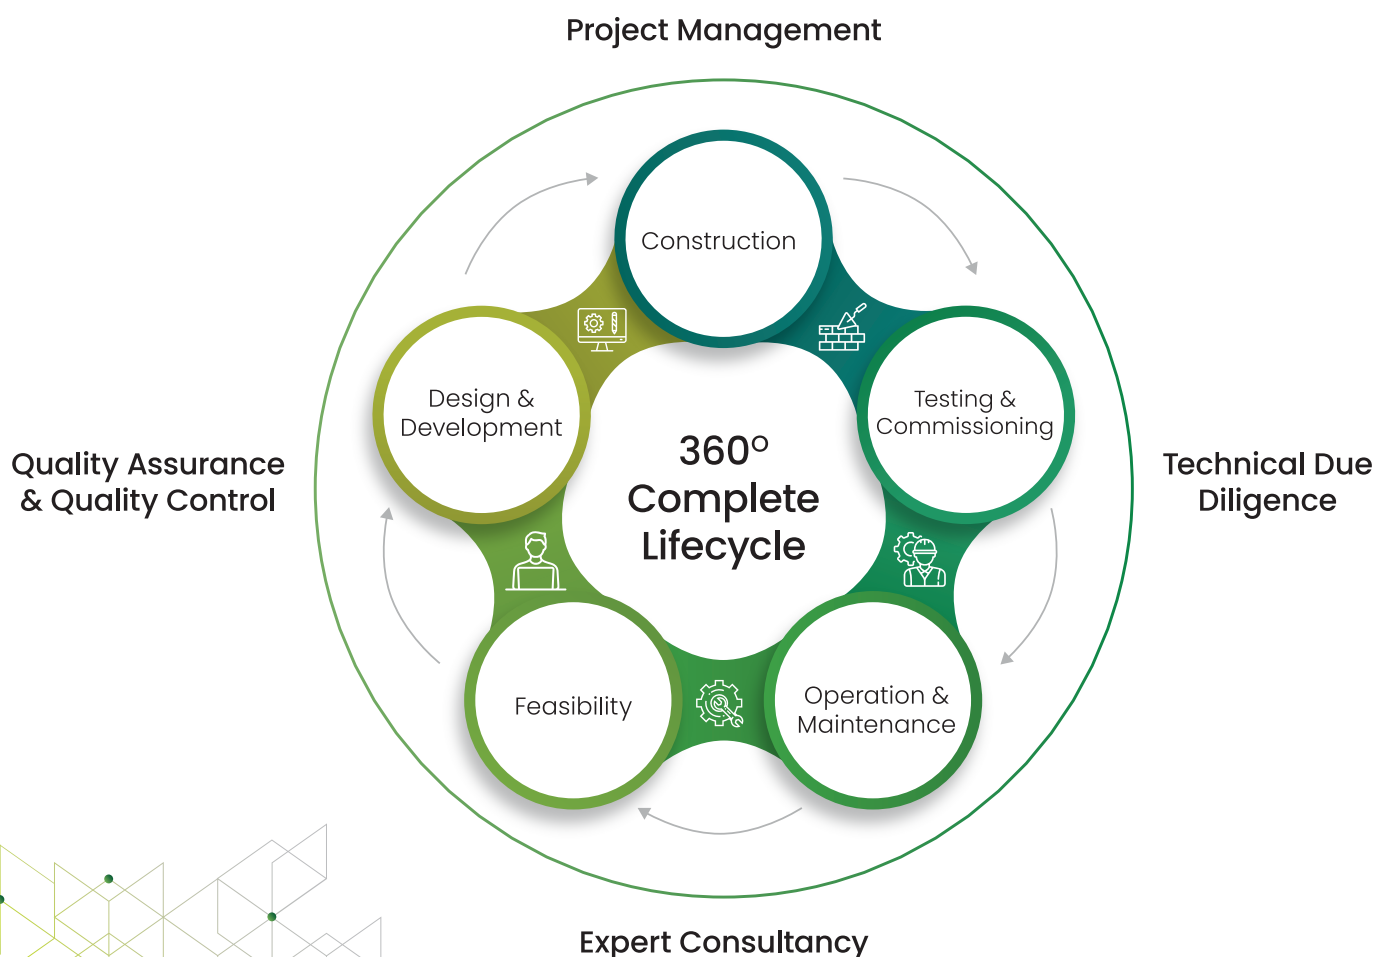 Project Management
Construction
Design &
Development
Testing &
Commissioning
360°
Complete
Lifecycle
Quality Assurance
& Quality Control
Technical Due
Diligence
Feasibility
Operation &
Maintenance
Expert Consultancy